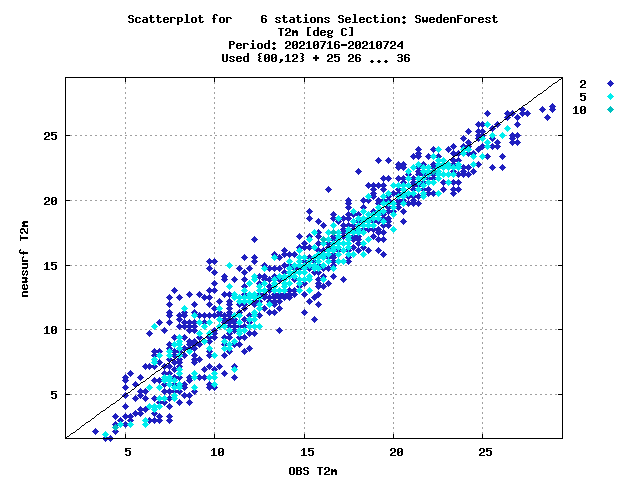 Scatterplot for    6 stations Selection: SwedenForest
T2m [deg C]
Period: 20210716-20210724
Used {00,12} + 25 26 ... 36
2
5
10
25
20
15
10
5
newsurf T2m
5 10 15 20 25
OBS T2m